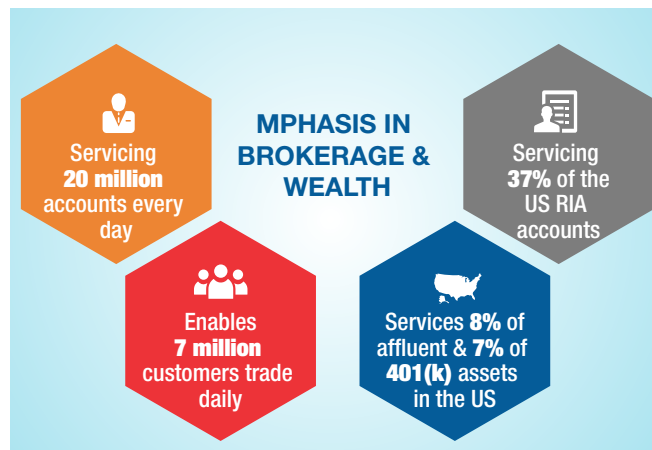 MPHASIS IN
BROKERAGE &
WEALTH
Servicing
20 million
accounts every
day
Enables
7 million
customers trade
daily
Services 8% of
affluent & 7% of
401(k) assets
in the US
Servicing
37% of the
US RIA
accounts